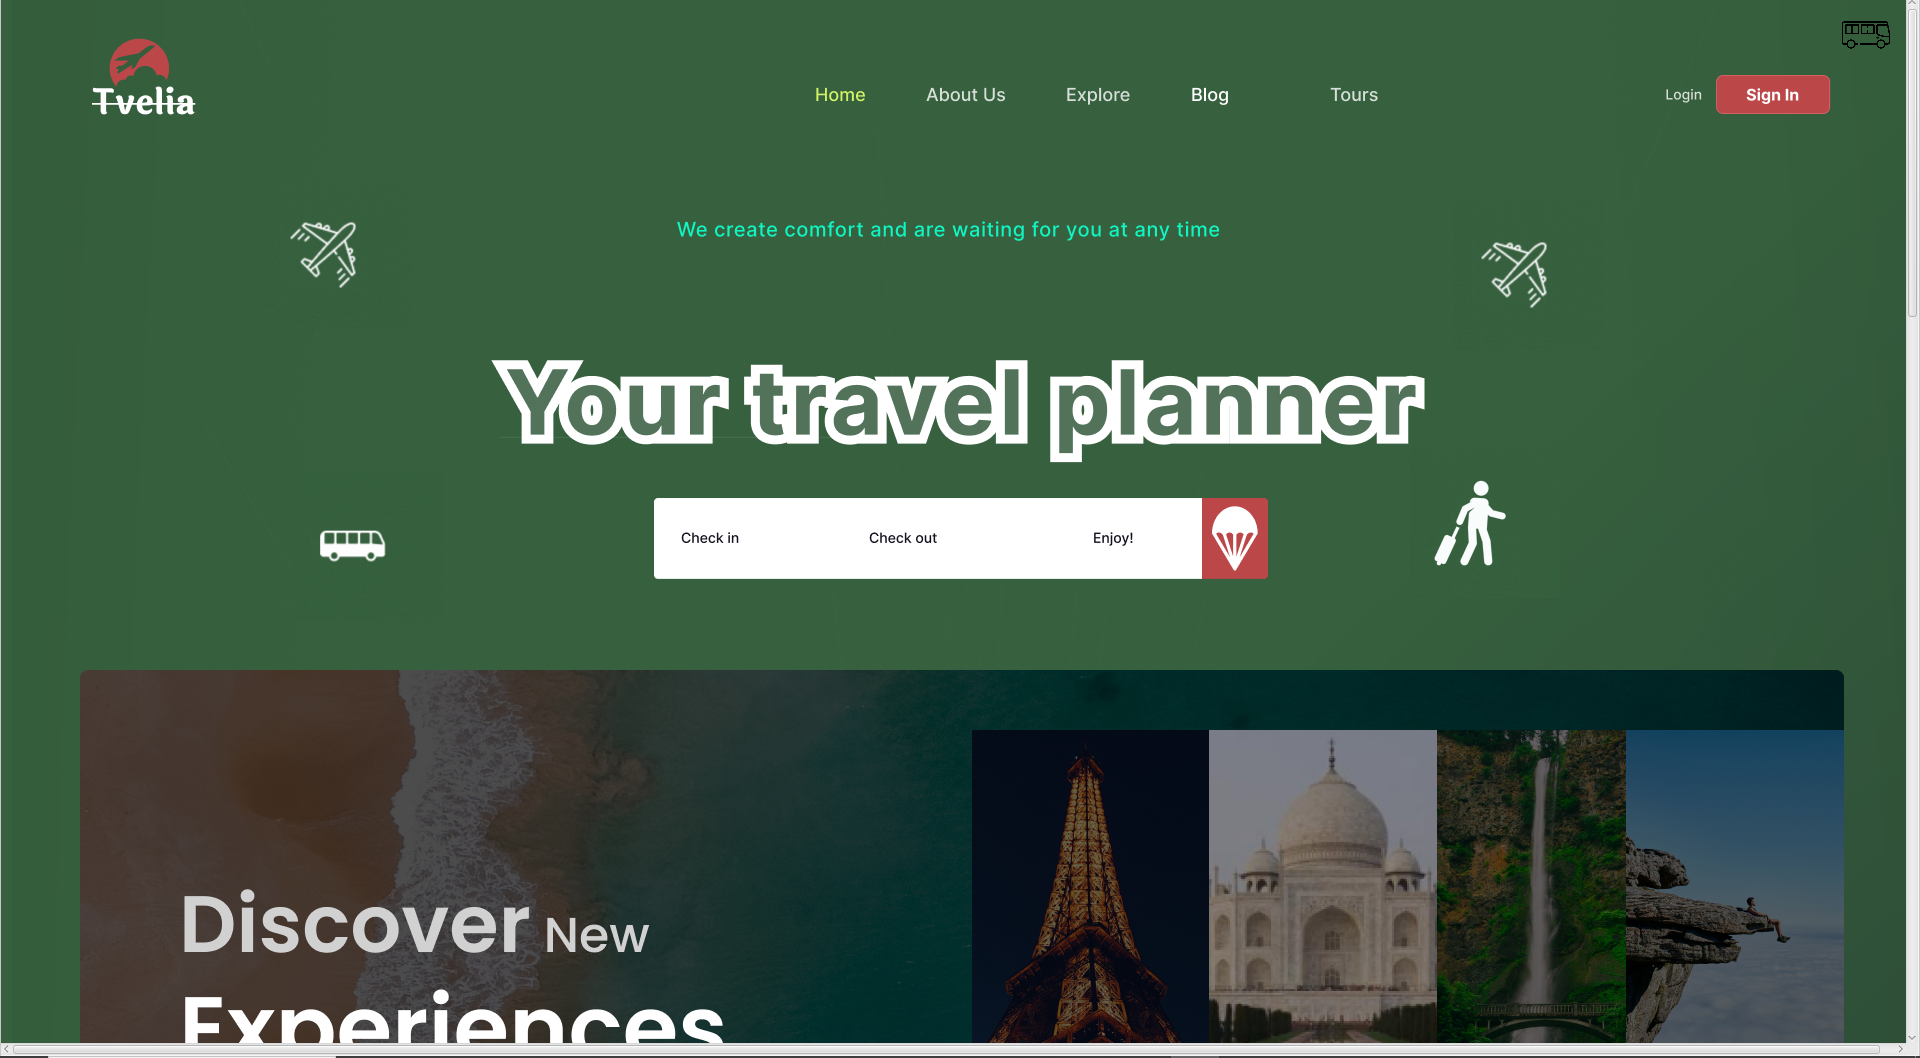 Tvelia
Home About Us Explore Blog Tours
Login Sign In
We create comfort and are waiting for you at any time
Your travel planner
Check in Check out Enjoy!
Discover New
Experiences